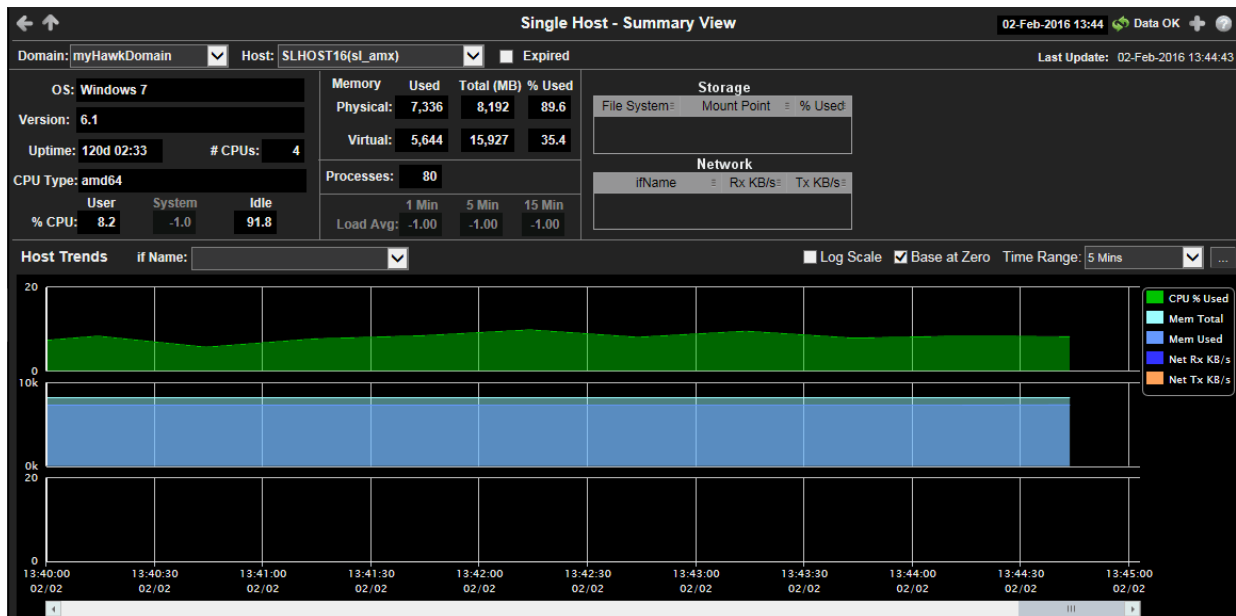 Single Host - Summary View
02-Feb-2016 13:44 Data OK
Domain: myHawkDomain Host: SLHOST16(sl_amx) Expired
Last Update: 02-Feb-2016 13:44:43
OS: Windows 7
Version: 6.1
Uptime: 120d 02:33 # CPUs: 4
CPU Type: amd64
User System Idle
% CPU: 8.2 -1.0 91.8
Memory Used Total (MB) % Used
Physical: 7,336 8,192 89.6
Virtual: 5,644 15,927 35.4
Processes: 80
1 Min 5 Min 15 Min
Load Avg: -1.00 -1.00 -1.00
Storage
File System Mount Point % Used
Network
ifName Rx KB/s Tx KB/s
Host Trends if Name:
Log Scale Base at Zero Time Range: 5 Mins ...
20
0
10k
0k
20
0
CPU % Used
Mem Total
Mem Used
Net Rx KB/s
Net Tx KB/s
13:40:00 13:40:30 13:41:00 13:41:30 13:42:00 13:42:30 13:43:00 13:43:30 13:44:00 13:44:30 13:45:00
02/02 02/02 02/02 02/02 02/02 02/02 02/02 02/02 02/02 02/02 02/02